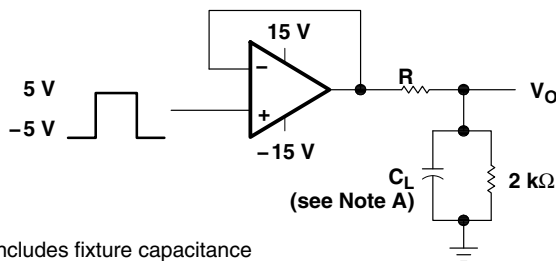 15 V
−
+
−15 V
5 V
−5 V
R
VO
CL
(see Note A)
2 kΩ
ncludes fixture capacitance